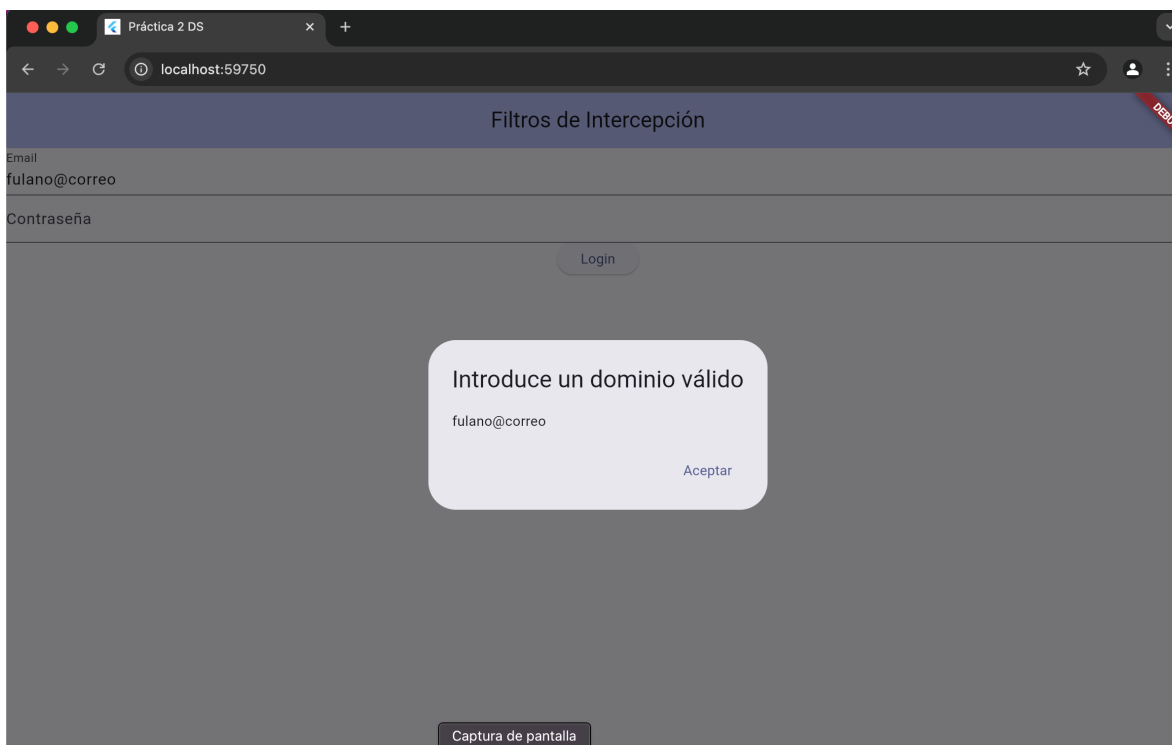 Práctica 2 DS
localhost:59750
Filtros de Intercepción
Email
fulano@correo
Contraseña
Login
Introduce un dominio válido
fulano@correo
Aceptar
Captura de pantalla